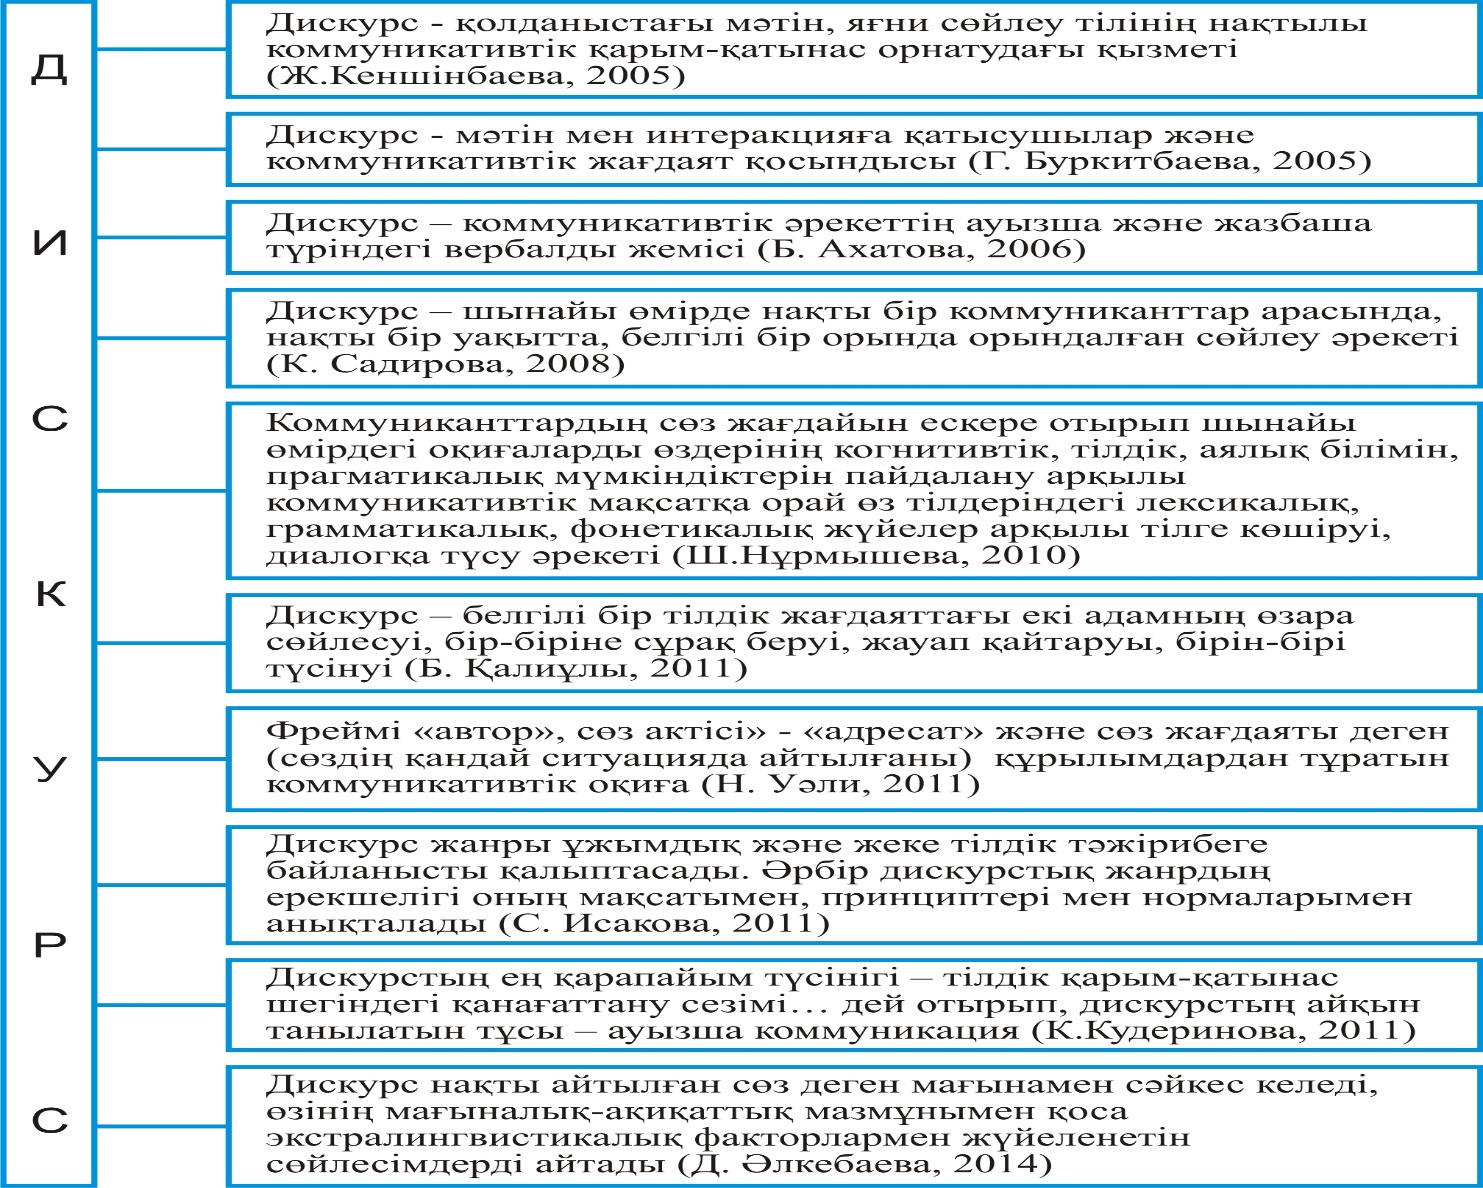 Д
И
С
К
У
Р
С
Дискурс - қолданыстағы мәтін, яғни сөйлеу тілінің нақтылы
коммуникативтік қарым-қатынас орнатудағы қызметі
(Ж.Кеншінбаева, 2005)
Дискурс - мәтін мен интеракцияға қатысушылар және
коммуникативтік жағдаят қосындысы (Г. Буркитбаева, 2005)
Дискурс – коммуникативтік әрекеттің ауызша және жазбаша
түріндегі вербалды жемісі (Б. Ахатова, 2006)
Дискурс – шынайы өмірде нақты бір коммуниканттар арасында,
нақты бір уақытта, белгілі бір орында орындалған сөйлеу әрекеті
(К. Садирова, 2008)
Коммуниканттардың сөз жағдайын ескере отырып шынайы
өмірдегі оқиғаларды өздерінің когнитивтік, тілдік, аялық білімін,
прагматикалық мүмкіндіктерін пайдалану арқылы
коммуникативтік мақсатқа орай өз тілдеріндегі лексикалық,
грамматикалық, фонетикалық жүйелер арқылы тілге көшіруі,
диалогқа түсу әрекеті (Ш.Нұрмышева, 2010)
Дискурс – белгілі бір тілдік жағдаяттағы екі адамның өзара
сөйлесуі, бір-біріне сұрақ беруі, жауап қайтаруы, бірін-бірі
түсінуі (Б. Қалиұлы, 2011)
Фреймі «автор», сөз актісі» - «адресат» және сөз жағдаяты деген
(сөздің қандай ситуацияда айтылғаны)  құрылымдардан тұратын
коммуникативтік оқиға (Н. Уәли, 2011)
Дискурс жанры ұжымдық және жеке тілдік тәжірибеге
байланысты қалыптасады. Әрбір дискурстық жанрдың
ерекшелігі оның мақсатымен, принциптері мен нормаларымен
анықталады (С. Исакова, 2011)
Дискурстың ең қарапайым түсінігі – тілдік қарым-қатынас
шегіндегі қанағаттану сезімі… дей отырып, дискурстың айқын
танылатын тұсы – ауызша коммуникация (К.Кудеринова, 2011)
Дискурс нақты айтылған сөз деген мағынамен сәйкес келеді,
өзінің мағыналық-ақиқаттық мазмұнымен қоса
экстралингвистикалық факторлармен жүйеленетін
сөйлесімдерді айтады (Д. Әлкебаева, 2014)